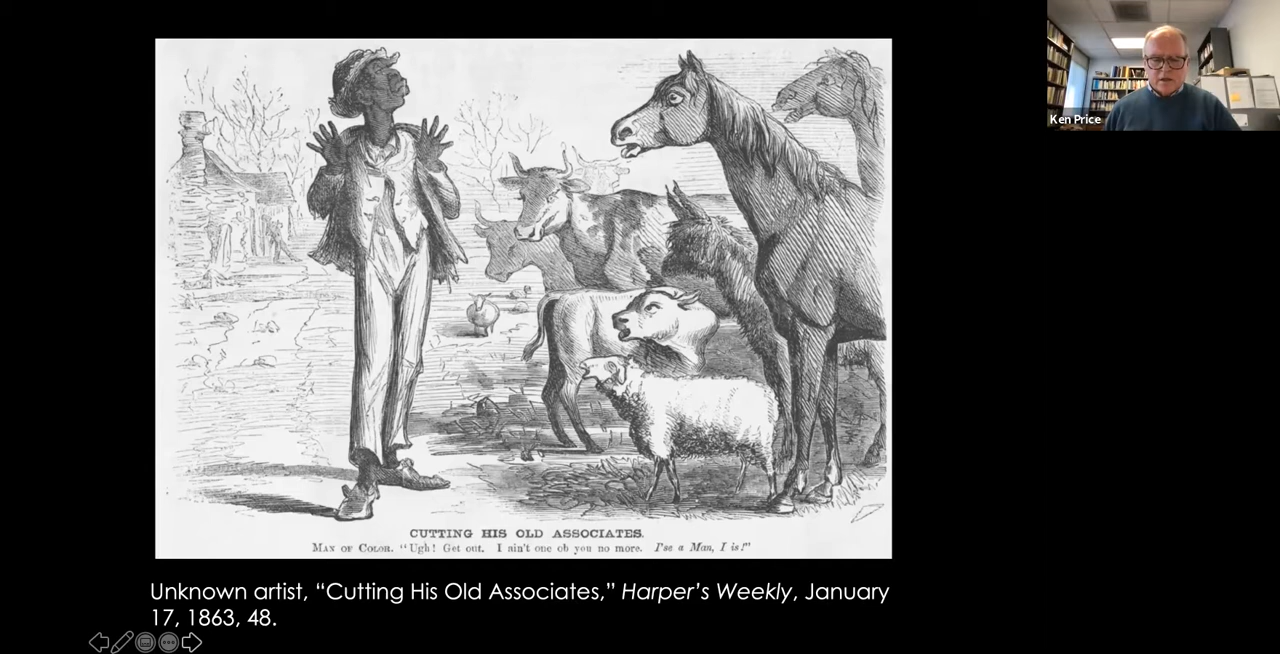 Ken Price
CUTTING HIS OLD ASSOCIATES.
MAN OF COLOR. "Ugh! Get out. I ain't one ob you no more. I'se a Man, I is!"
Unknown artist, “Cutting His Old Associates,” Harper’s Weekly, January
17, 1863, 48.